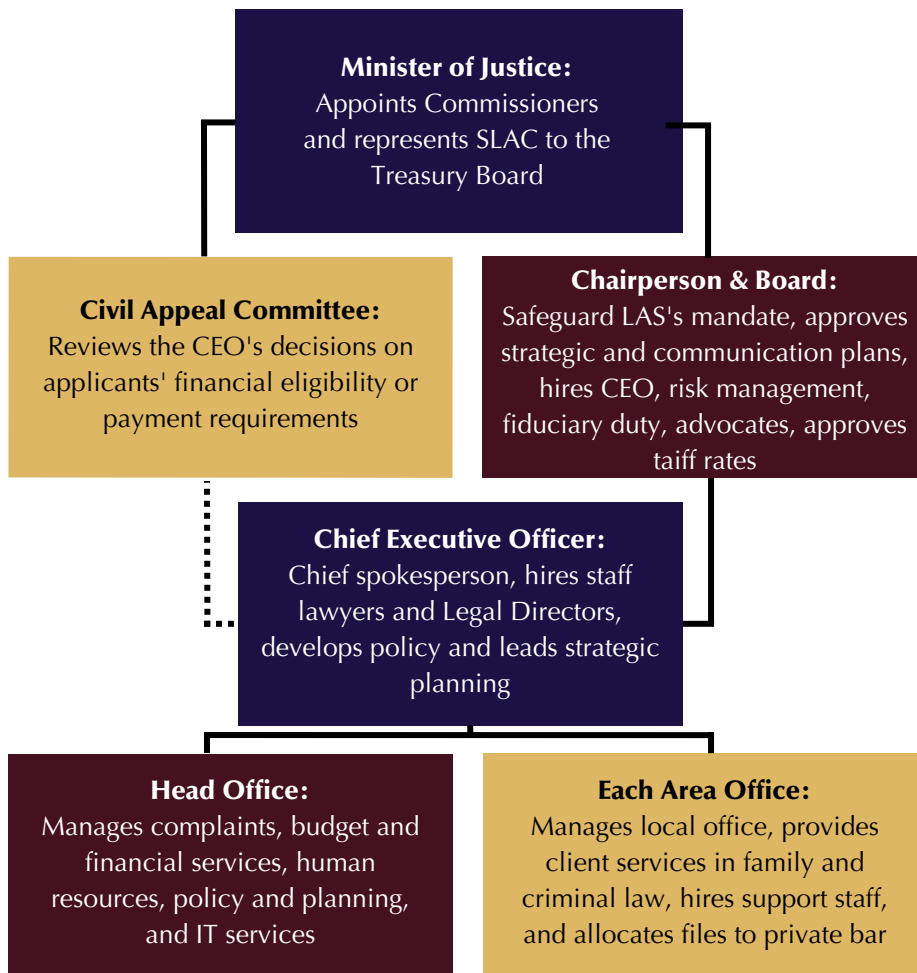 Minister of Justice:
Appoints Commissioners
and represents SLAC to the
Treasury Board
Civil Appeal Committee:
Reviews the CEO's decisions on
applicants' financial eligibility or
payment requirements
Chairperson & Board:
Safeguard LAS's mandate, approves
strategic and communication plans,
hires CEO, risk management,
fiduciary duty, advocates, approves
taiff rates
Chief Executive Officer:
Chief spokesperson, hires staff
lawyers and Legal Directors,
develops policy and leads strategic
planning
Head Office:
Manages complaints, budget and
financial services, human
resources, policy and planning,
and IT services
Each Area Office:
Manages local office, provides
client services in family and
criminal law, hires support staff,
and allocates files to private bar